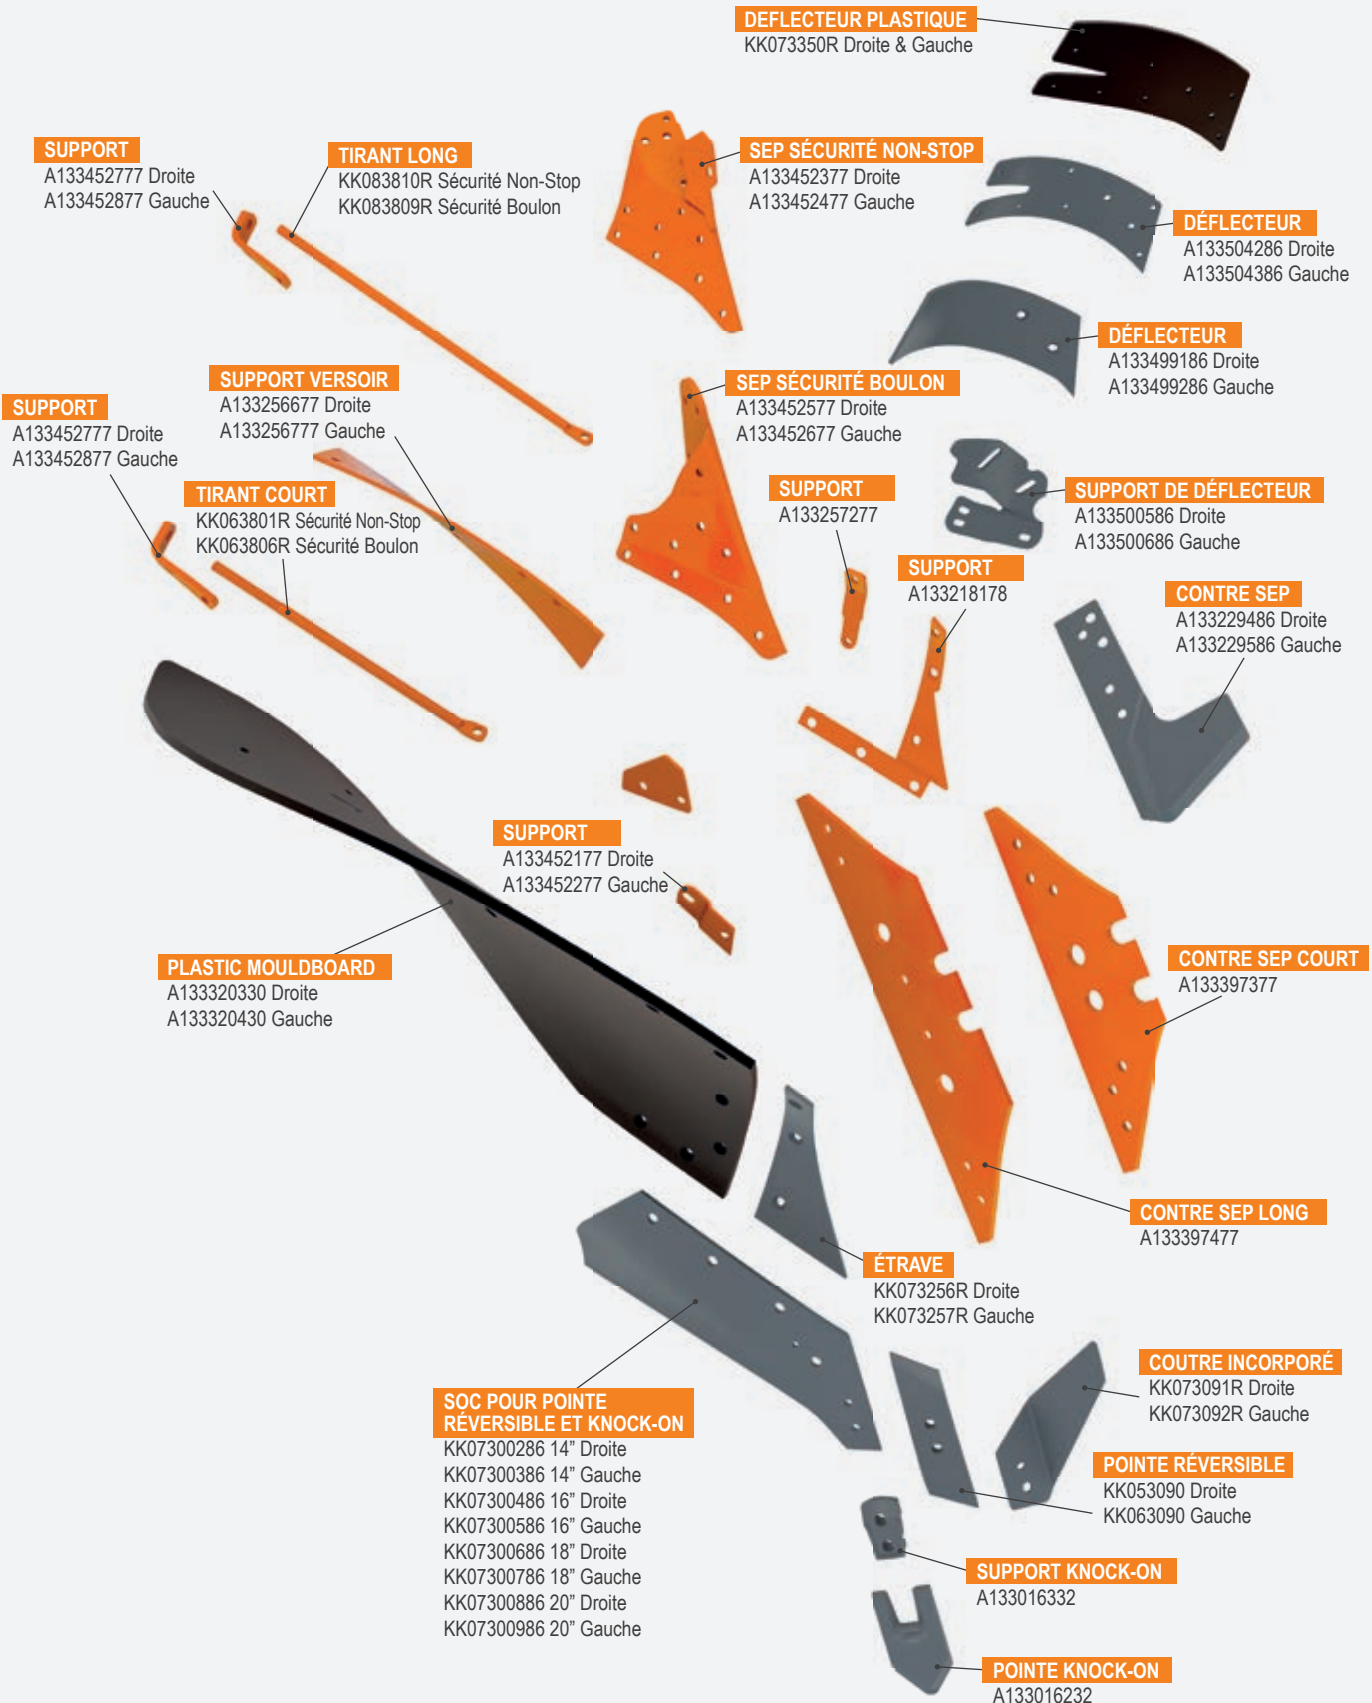 DEFLECTEUR PLASTIQUE
KK073350R Droite & Gauche
SUPPORT
A133452777 Droite
A133452877 Gauche
TIRANT LONG
KK083810R Sécurité Non-Stop
KK083809R Sécurité Boulon
SEP SÉCURITÉ NON-STOP
A133452377 Droite
A133452477 Gauche
DÉFLECTEUR
A133504286 Droite
A133504386 Gauche
DÉFLECTEUR
A133499186 Droite
A133499286 Gauche
SUPPORT VERSOIR
A133256677 Droite
A133256777 Gauche
SEP SÉCURITÉ BOULON
A133452577 Droite
A133452677 Gauche
SUPPORT
A133452777 Droite
A133452877 Gauche
TIRANT COURT
KK063801R Sécurité Non-Stop
KK063806R Sécurité Boulon
SUPPORT
A133257277
SUPPORT DE DÉFLECTEUR
A133500586 Droite
A133500686 Gauche
SUPPORT
A133218178
CONTRE SEP
A133229486 Droite
A133229586 Gauche
SUPPORT
A133452177 Droite
A133452277 Gauche
PLASTIC MOULDBOARD
A133320330 Droite
A133320430 Gauche
CONTRE SEP COURT
A133397377
CONTRE SEP LONG
A133397477
ÉTRAVE
KK073256R Droite
KK073257R Gauche
COUTRE INCORPORÉ
KK073091R Droite
KK073092R Gauche
SOC POUR POINTE
RÉVERSIBLE ET KNOCK-ON
KK07300286 14” Droite
KK07300386 14” Gauche
KK07300486 16” Droite
KK07300586 16” Gauche
KK07300686 18” Droite
KK07300786 18” Gauche
KK07300886 20” Droite
KK07300986 20” Gauche
POINTE RÉVERSIBLE
KK053090 Droite
KK063090 Gauche
SUPPORT KNOCK-ON
A133016332
POINTE KNOCK-ON
A133016232